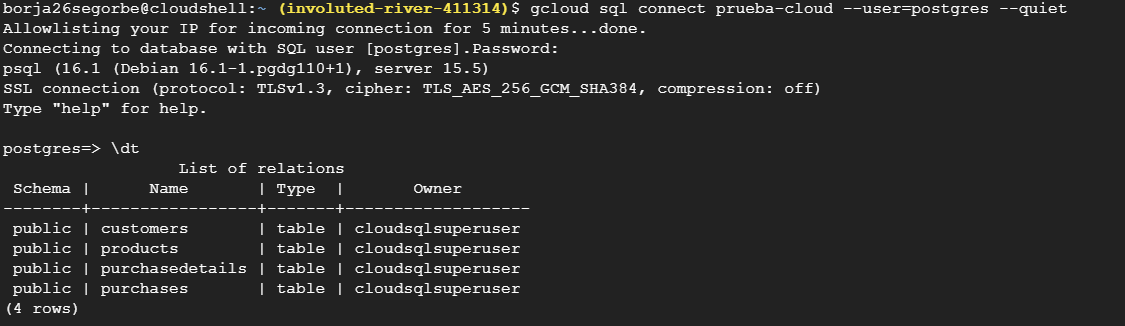 borja26segorbe@cloudshell:~ (involuted-river-411314)$ gcloud sql connect prueba-cloud --user=postgres --quiet
Allowlisting your IP for incoming connection for 5 minutes...done.
Connecting to database with SQL user [postgres].Password:
psql (16.1 (Debian 16.1-1.pgdg110+1), server 15.5)
SSL connection (protocol: TLSv1.3, cipher: TLS_AES_256_GCM_SHA384, compression: off)
Type "help" for help.

postgres=> \dt
                  List of relations
 Schema |      Name       | Type  |       Owner
--------+-----------------+-------+-------------------
 public | customers       | table | cloudsqlsuperuser
 public | products        | table | cloudsqlsuperuser
 public | purchasedetails | table | cloudsqlsuperuser
 public | purchases       | table | cloudsqlsuperuser
(4 rows)